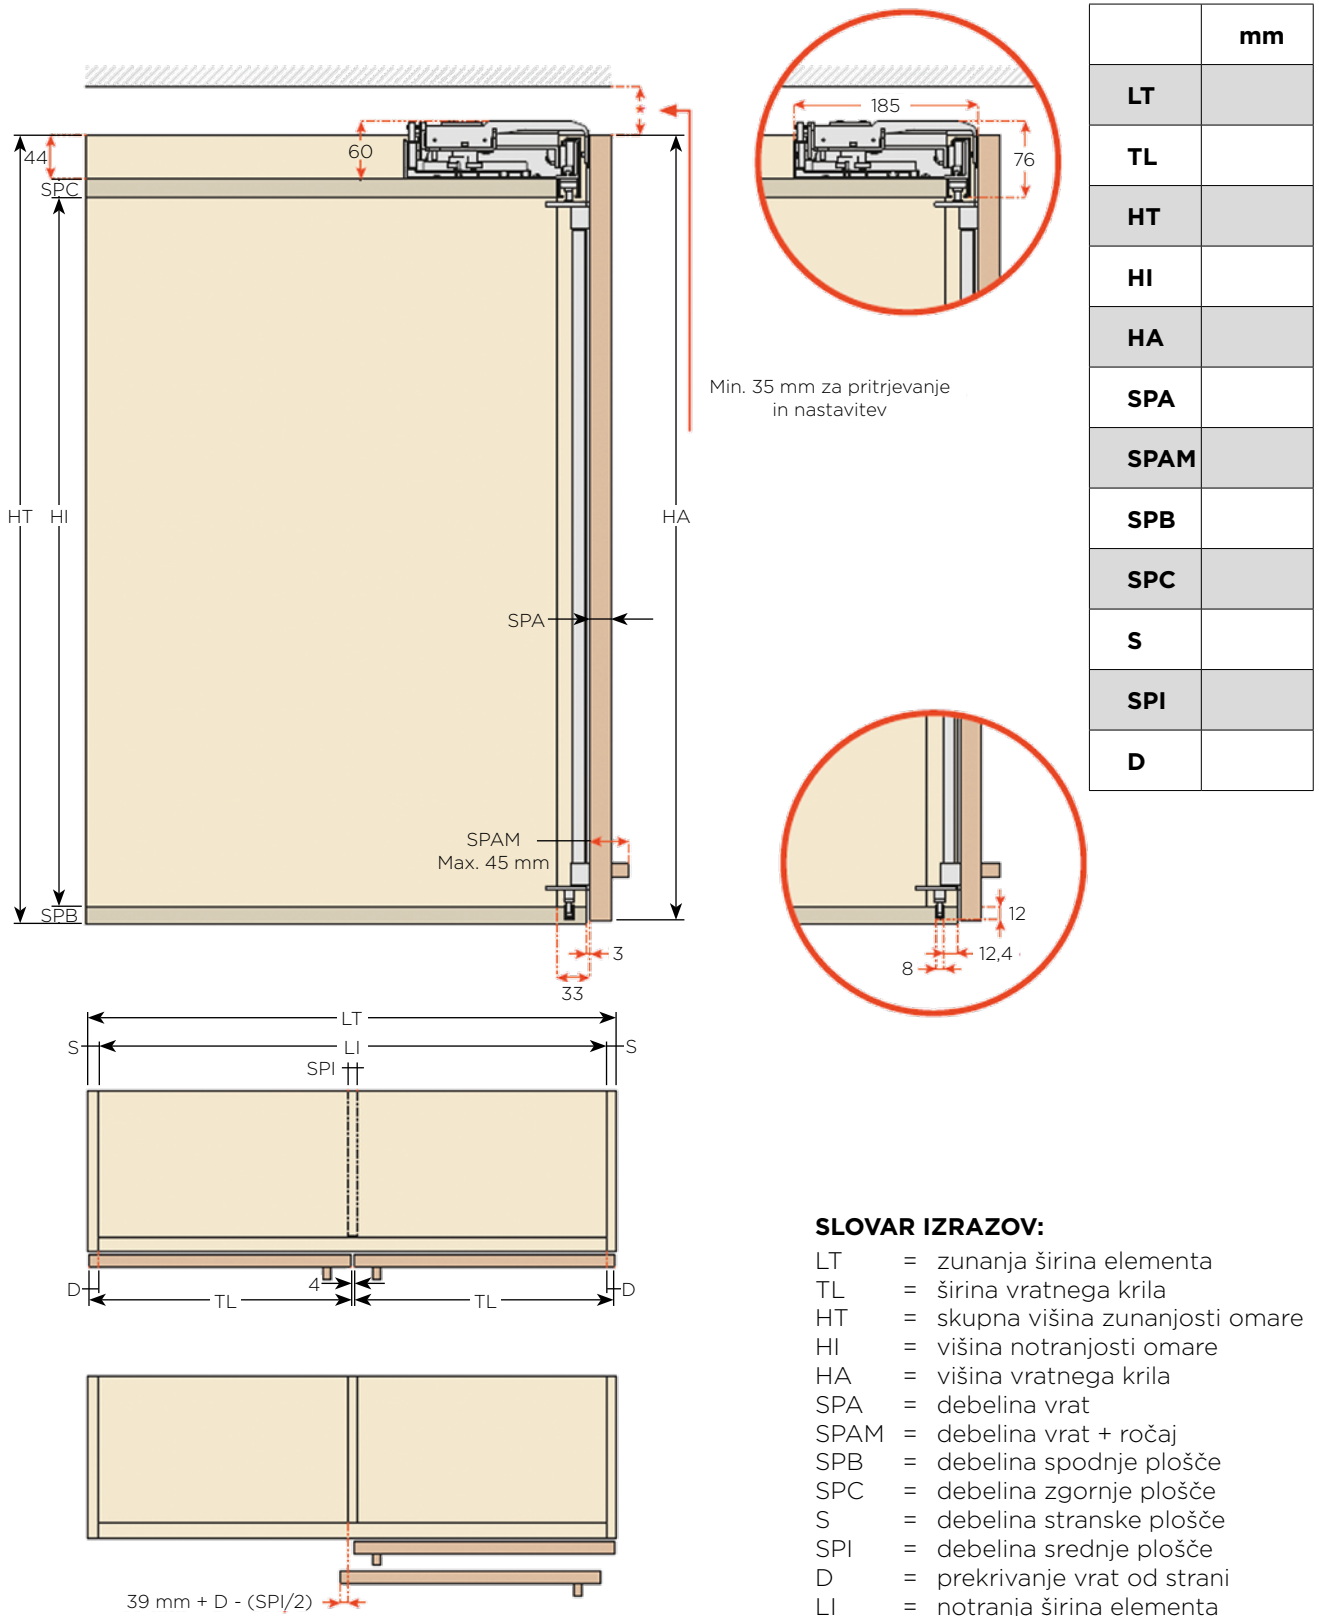 mm
LT
TL
HT
HI
HA
SPA
SPAM
SPB
SPC
S
SPI
D
*
44
60
SPC
HT
HI
HA
SPA
SPAM
Max. 45 mm
SPB
3
33
185
76
Min. 35 mm za pritrjevanje
in nastavitev
12
12,4
8
LT
S
LI
S
SPI
D
4
D
TL
TL
39 mm + D - (SPI/2)
SLOVAR IZRAZOV:
LT = zunanja širina elementa
TL = širina vratnega krila
HT = skupna višina zunanjosti omare
HI = višina notranjosti omare
HA = višina vratnega krila
SPA = debelina vrat
SPAM = debelina vrat + ročaj
SPB = debelina spodnje plošče
SPC = debelina zgornje plošče
S = debelina stranske plošče
SPI = debelina srednje plošče
D = prekrivanje vrat od strani
LI = notranja širina elementa